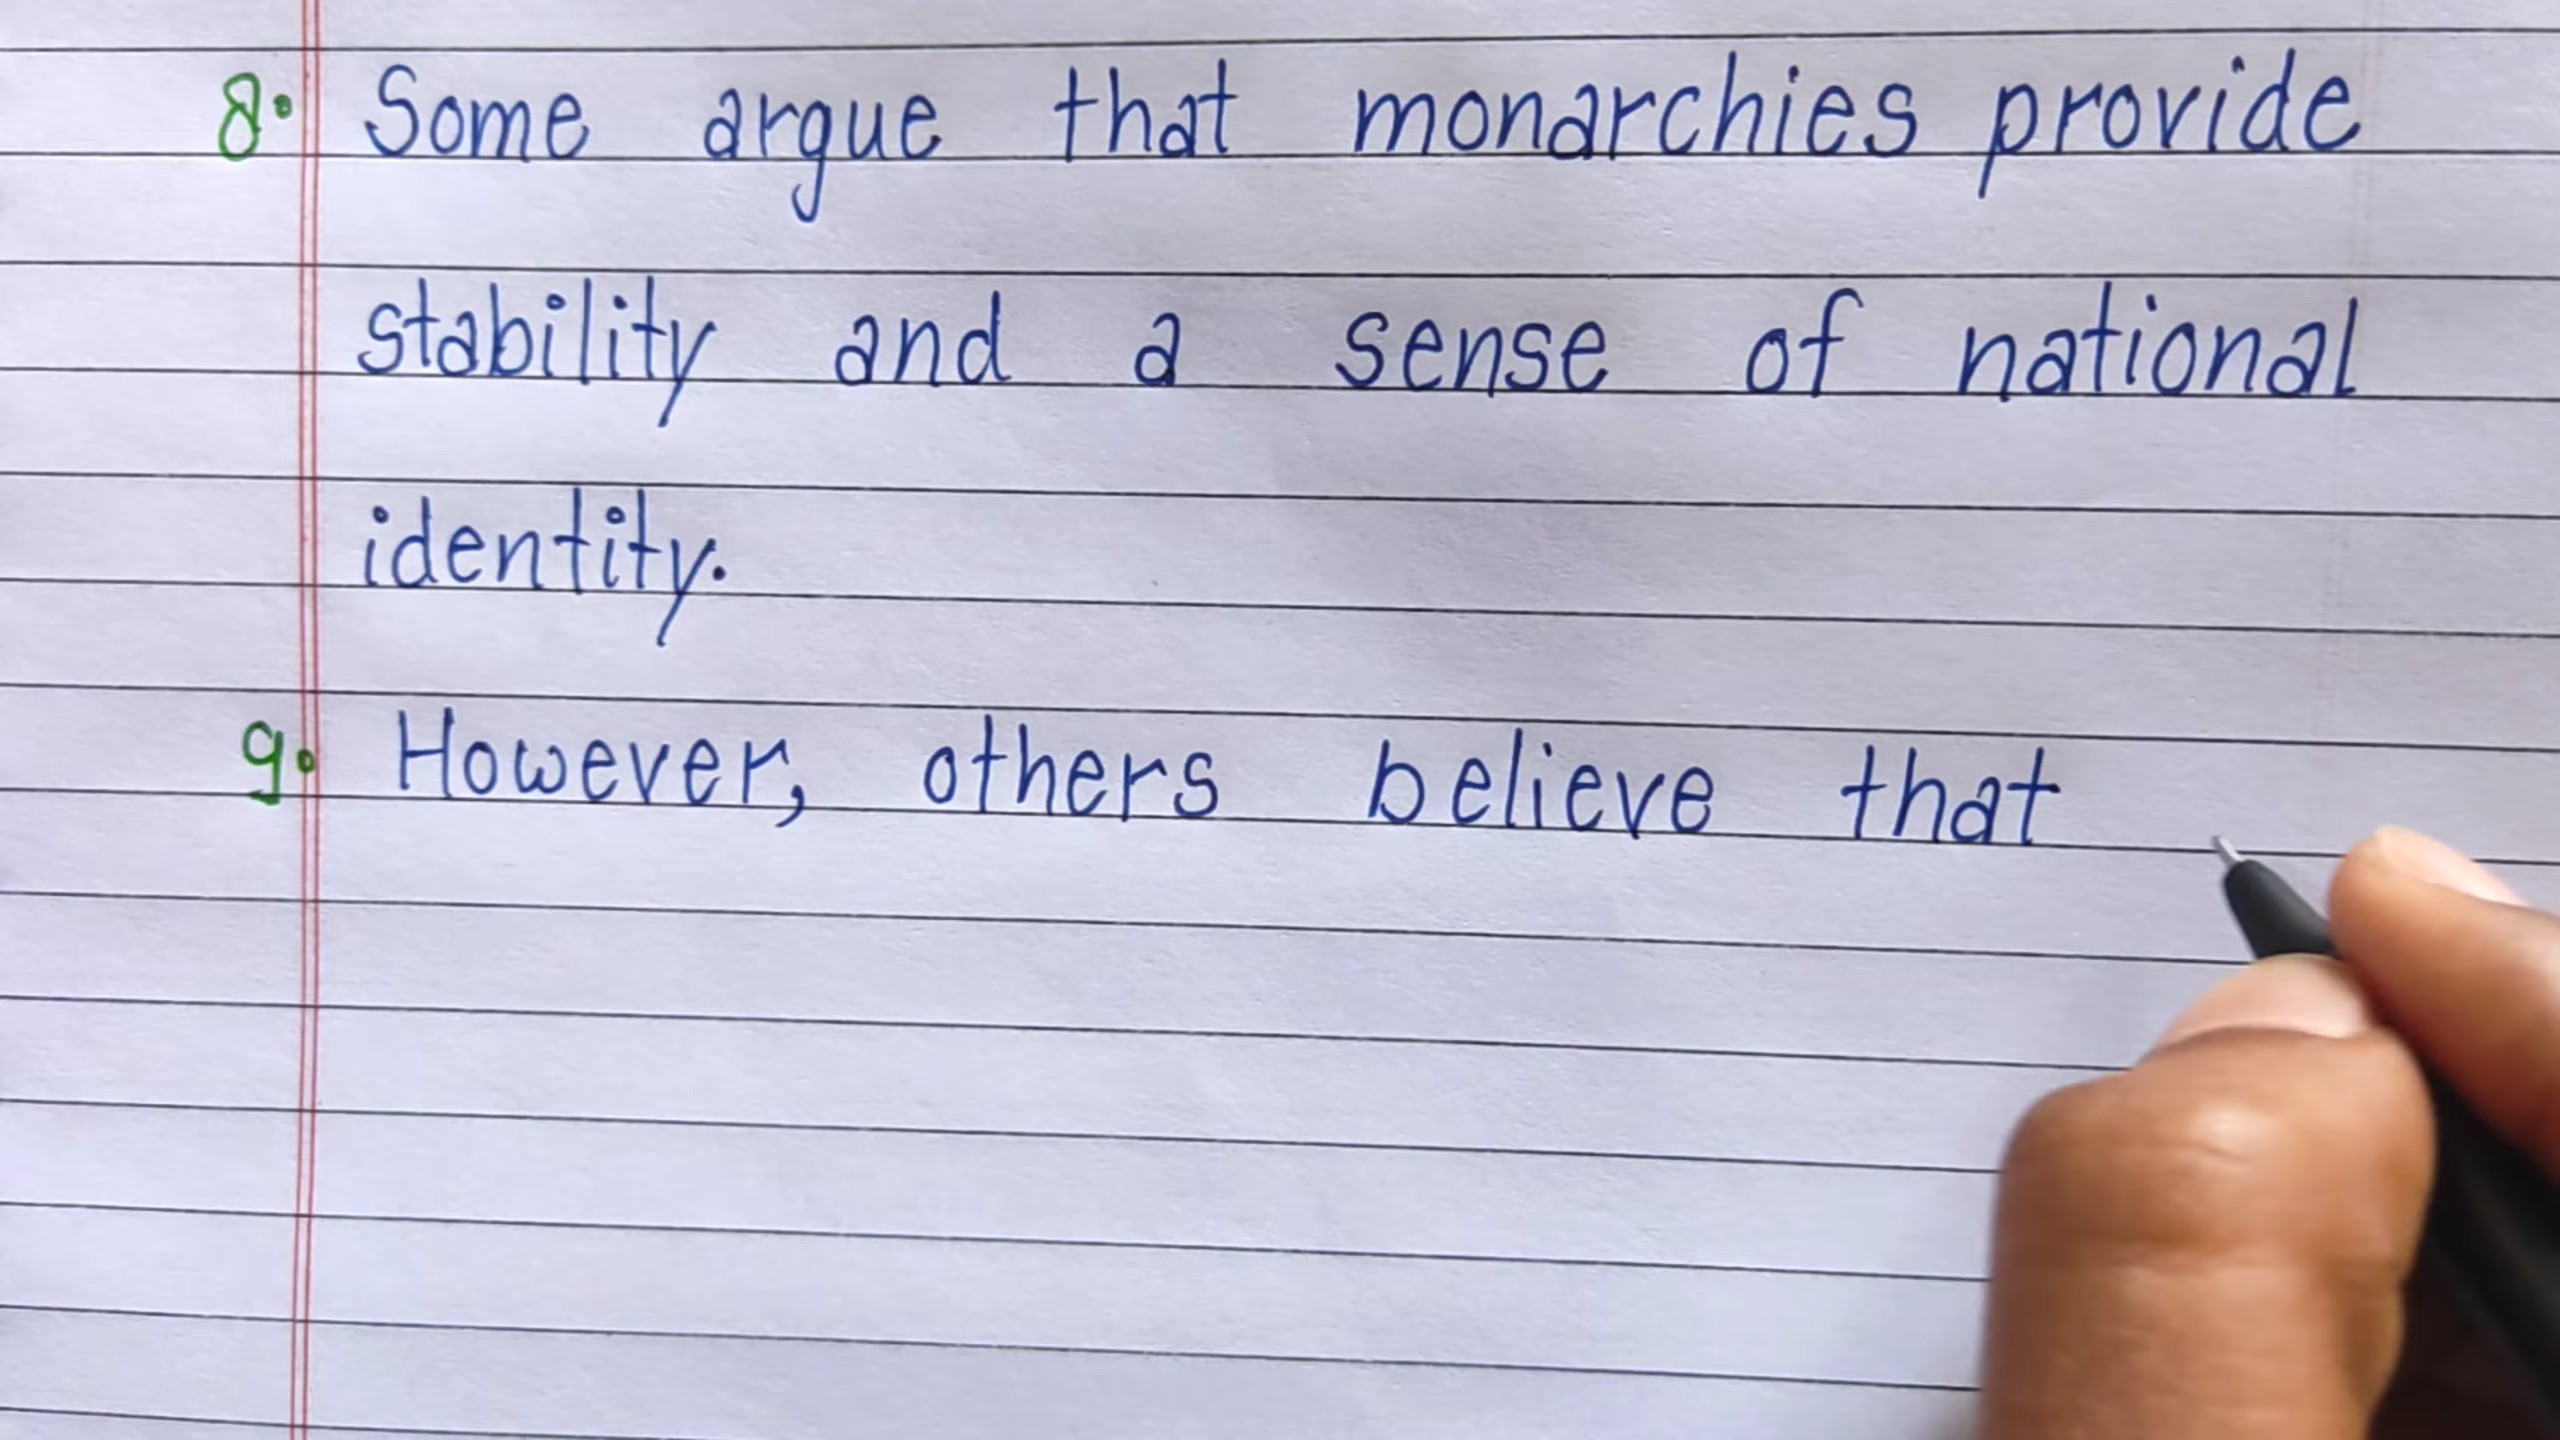 8. Some argue that monarchies provide
stability and a sense of national
identity.
9. However, others believe that